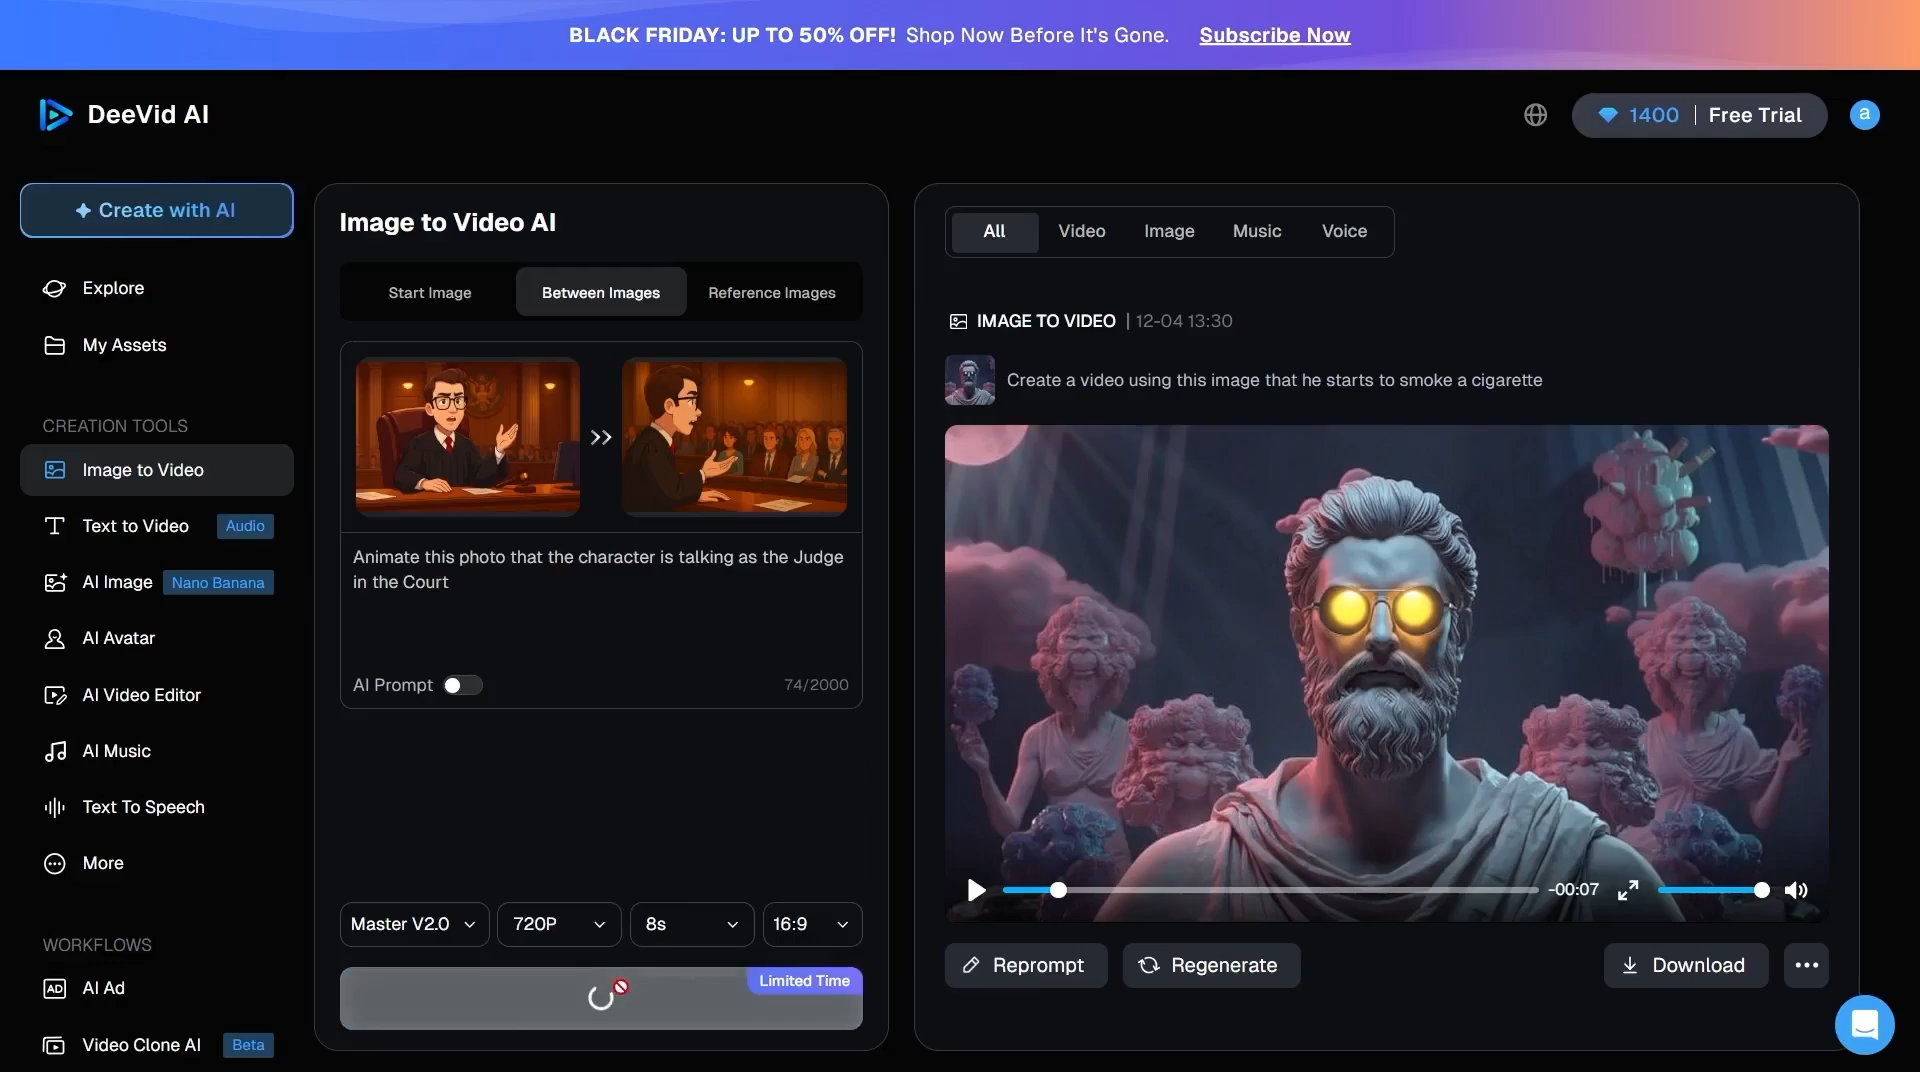 BLACK FRIDAY: UP TO 50% OFF! Shop Now Before It's Gone. Subscribe Now
DeeVid AI
1400 | Free Trial
a
Create with AI
Explore
My Assets
CREATION TOOLS
Image to Video
Text to Video Audio
AI Image Nano Banana
AI Avatar
AI Video Editor
AI Music
Text To Speech
More
WORKFLOWS
AD AI Ad
Video Clone AI Beta
Image to Video AI
Start Image Between Images Reference Images
Animate this photo that the character is talking as the Judge
in the Court
AI Prompt 74/2000
Master V2.0 720P 8s 16:9
Limited Time
All Video Image Music Voice
IMAGE TO VIDEO | 12-04 13:30
Create a video using this image that he starts to smoke a cigarette
-00:07
Reprompt Regenerate Download